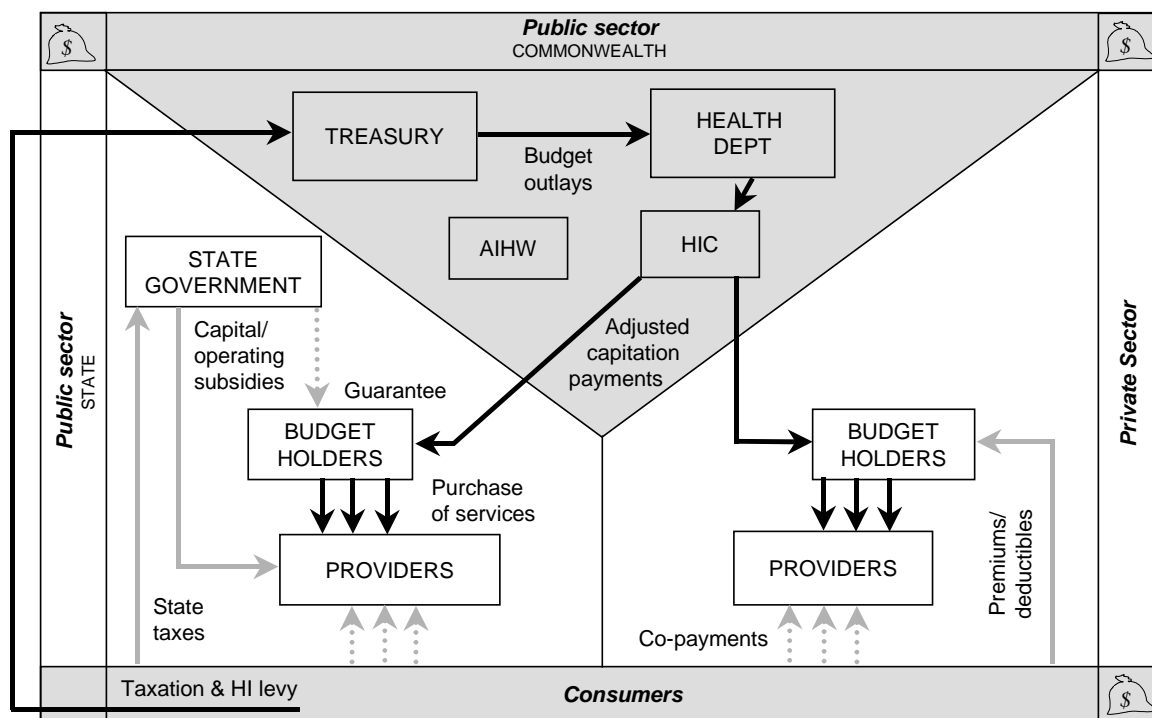 Public sector
COMMONWEALTH
$
$
TREASURY
HEALTH
DEPT
Budget
outlays
AIHW
HIC
STATE
GOVERNMENT
Capital/
operating
subsidies
Adjusted
capitation
payments
Guarantee
Public sector
STATE
Private Sector
BUDGET
HOLDERS
BUDGET
HOLDERS
Purchase
of services
PROVIDERS
PROVIDERS
Premiums/
deductibles
State
taxes
Co-payments
Taxation & HI levy
Consumers
$